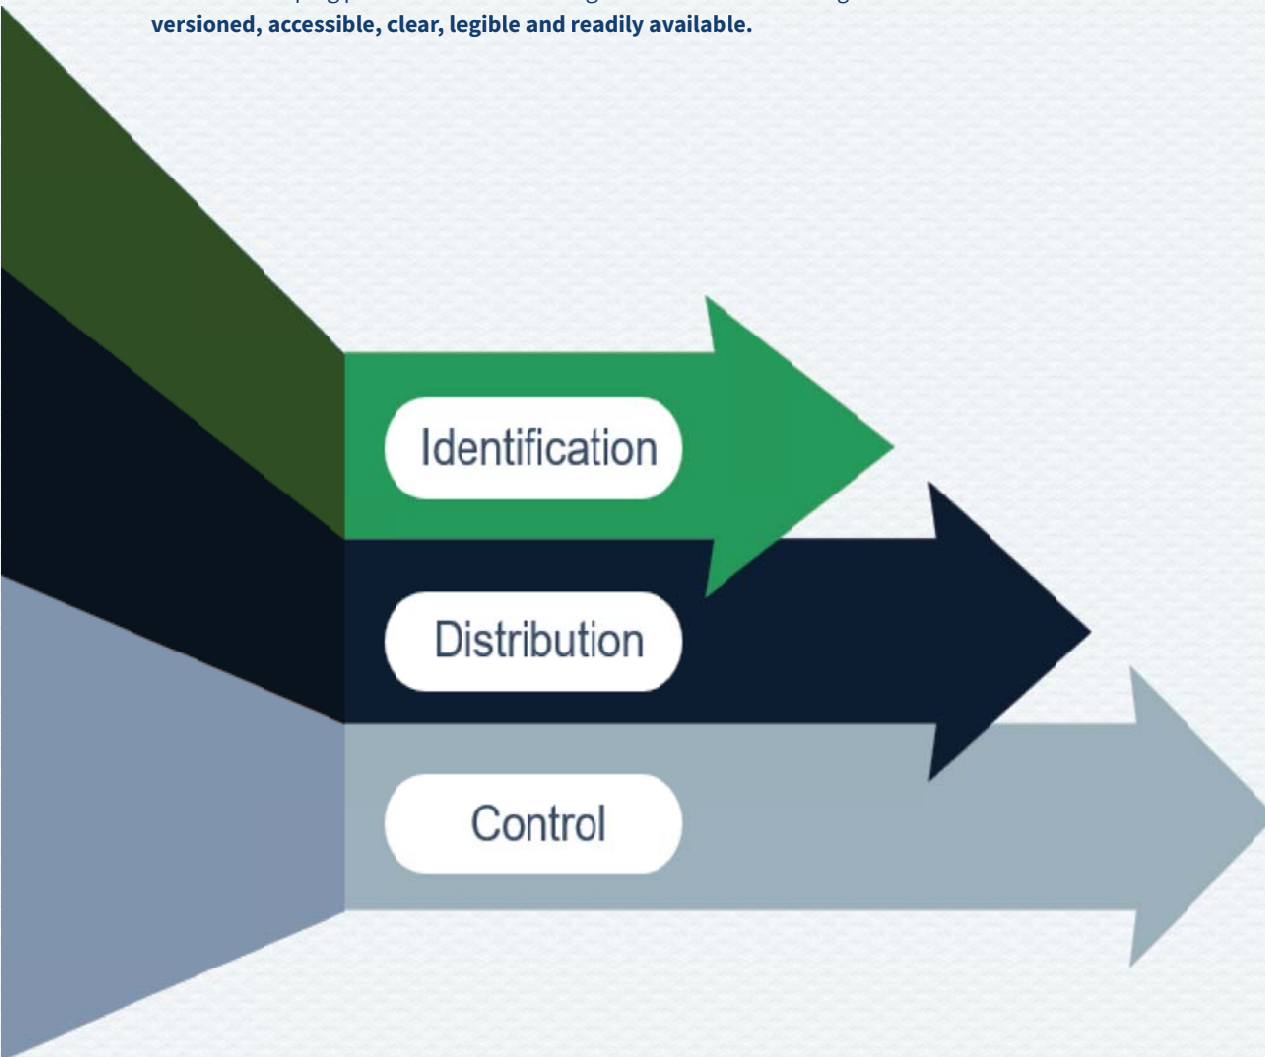 versioned, accessible, clear, legible and readily available.
Identification
Distribution
Control